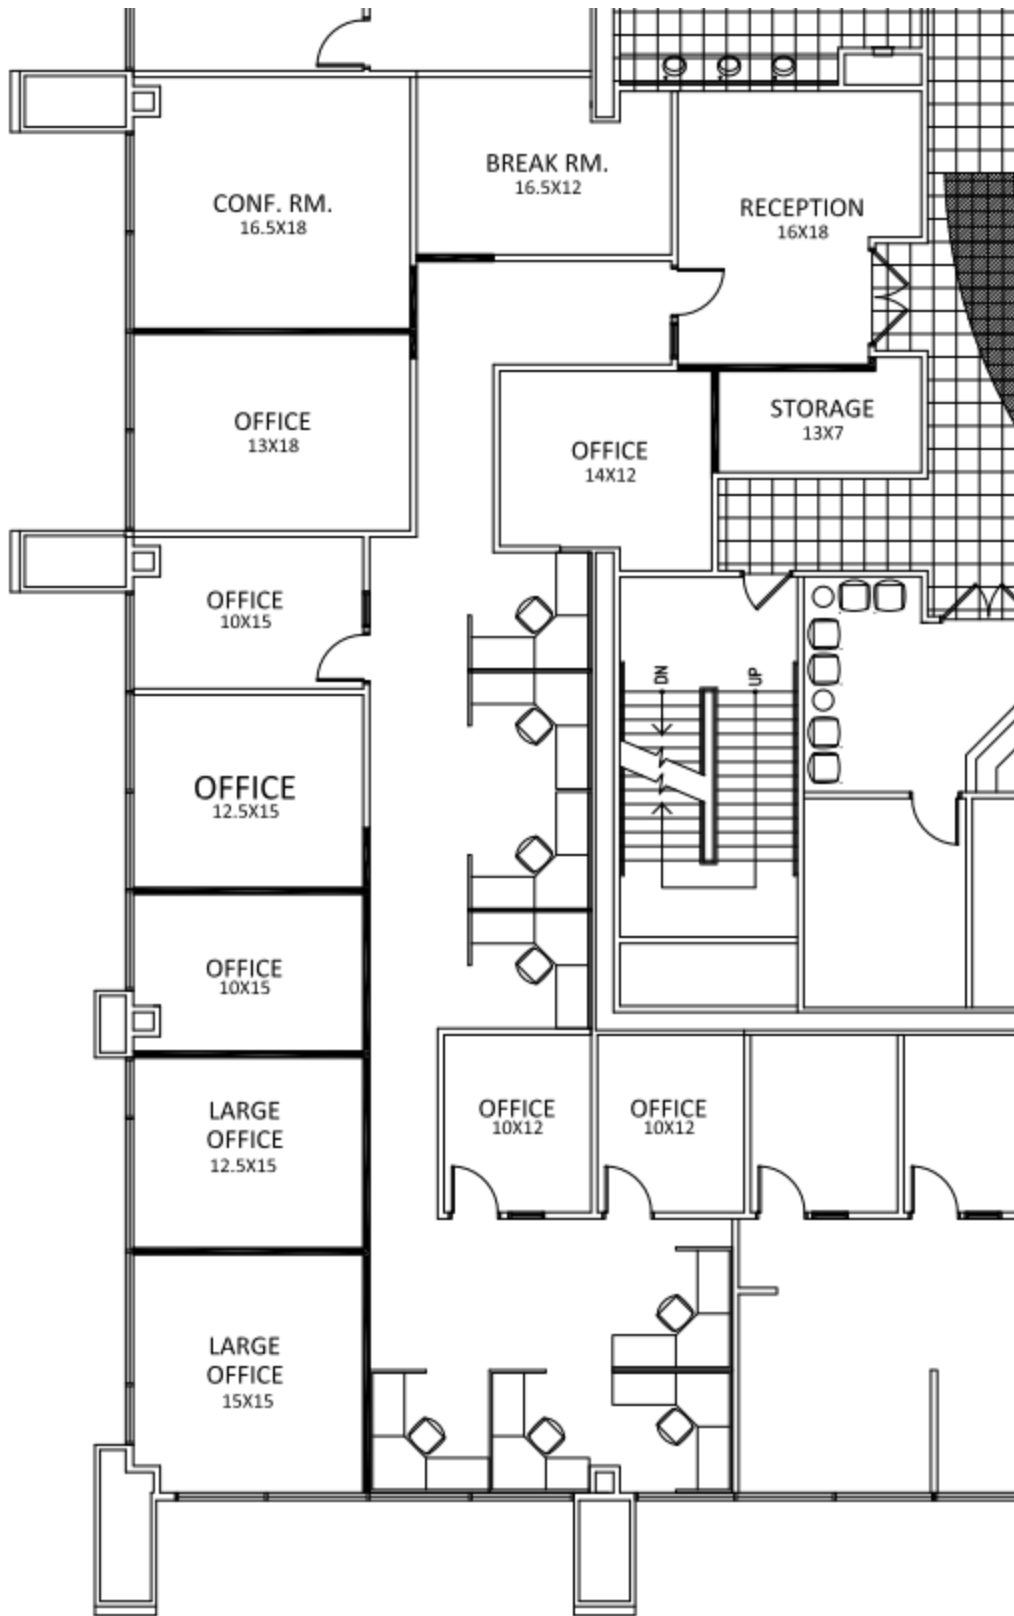 BREAK RM.
16.5X12
CONF. RM.
16.5X18
RECEPTION
16X18
OFFICE
13X18
STORAGE
13X7
OFFICE
14X12
OFFICE
10X15
DN
UP
OFFICE
12.5X15
OFFICE
10X15
LARGE
OFFICE
12.5X15
OFFICE
10X12
OFFICE
10X12
LARGE
OFFICE
15X15